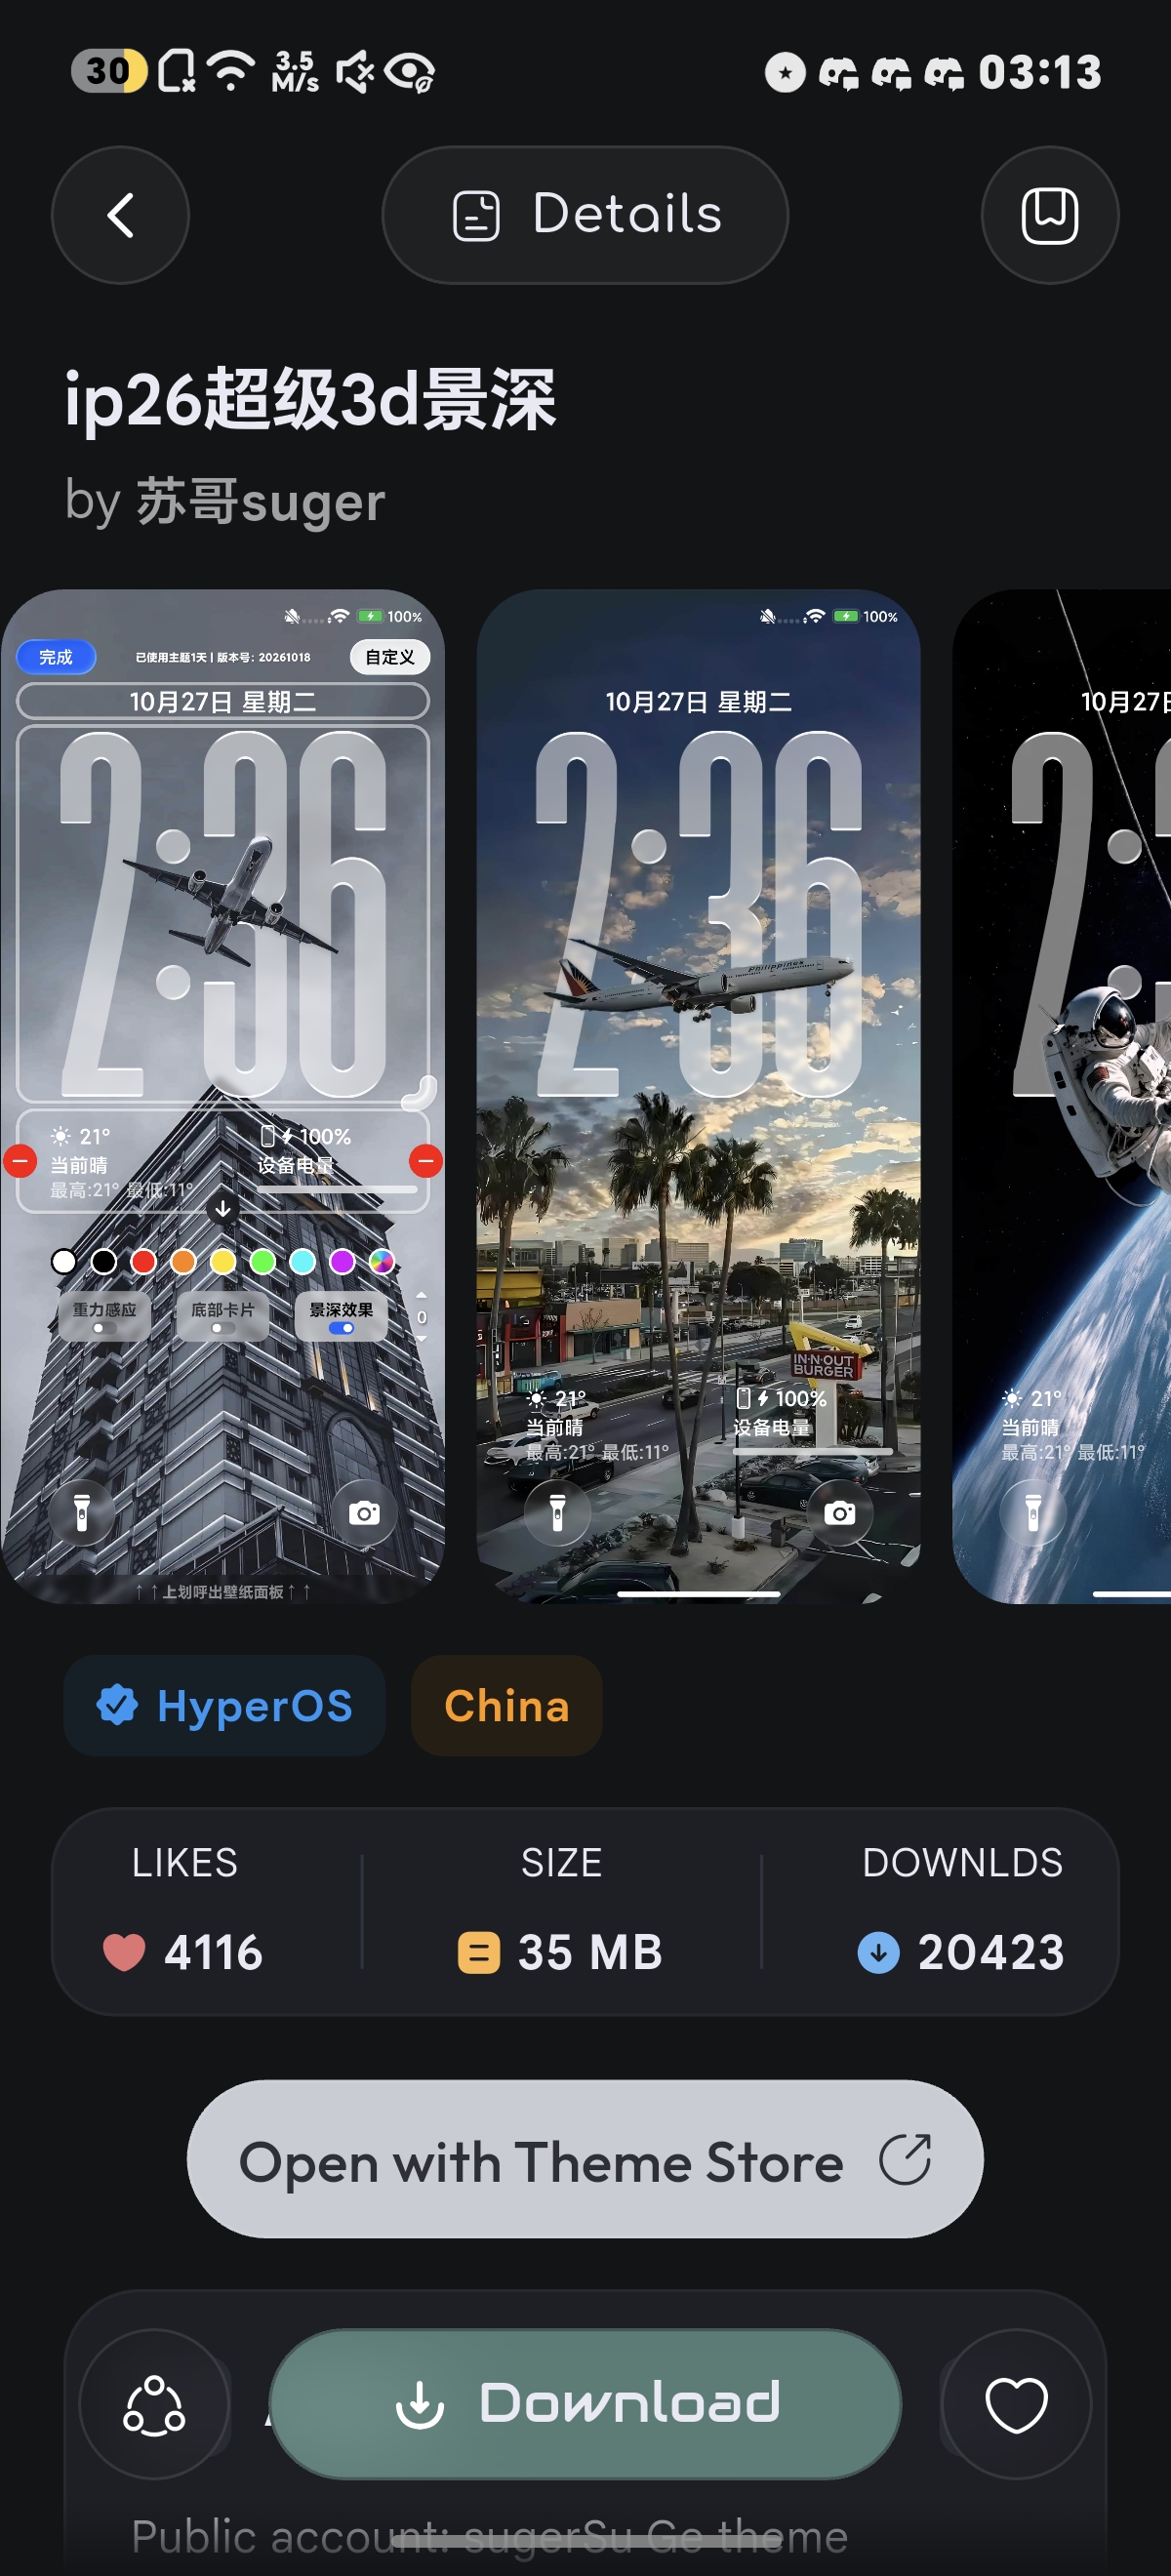 30
3.5
M/s
03:13
Details
ip26超级3d景深
by 苏哥suger
100%
完成
已使用主题1天 | 版本号: 20261018
自定义
10月27日 星期二
2:36
21°
当前晴
最高:21° 最低:11°
100%
设备电量
重力感应
底部卡片
景深效果
0
↑ ↑ 上划呼出壁纸面板 ↑ ↑
100%
10月27日 星期二
2:36
Philippines
IN-N-OUT
BURGER
21°
当前晴
最高:21° 最低:11°
100%
设备电量
10月27
2:
21°
当前晴
最高:21° 最低:11°
HyperOS
China
LIKES
SIZE
DOWNLDS
4116
35 MB
20423
Open with Theme Store
Download
Public account: sugerSu Ge theme